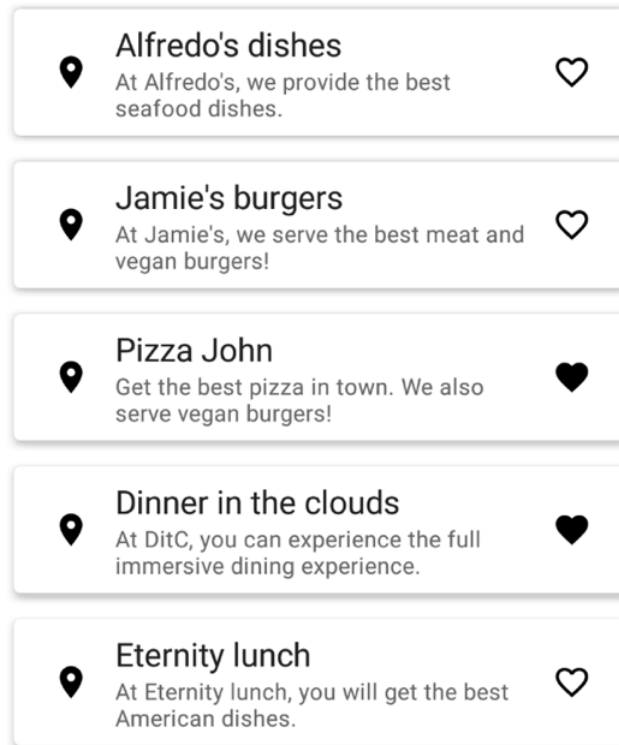 Alfredo's dishes
At Alfredo's, we provide the best
seafood dishes.
Jamie's burgers
At Jamie's, we serve the best meat and
vegan burgers!
Pizza John
Get the best pizza in town. We also
serve vegan burgers!
Dinner in the clouds
At DitC, you can experience the full
immersive dining experience.
Eternity lunch
At Eternity lunch, you will get the best
American dishes.